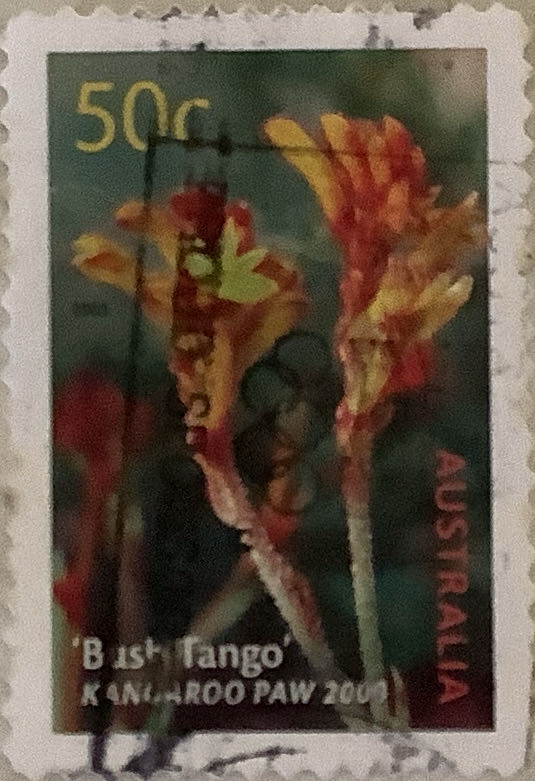 50c
AUSTRALIA
'Bush Tango'
KANGAROO PAW 2000